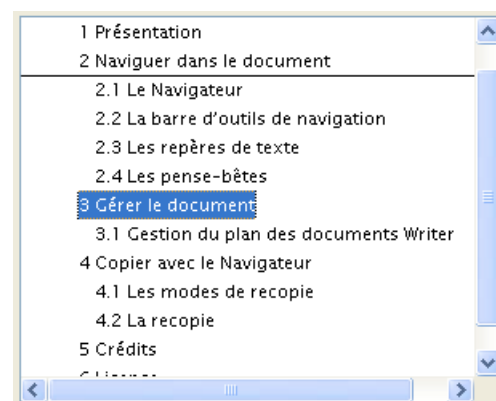 1 Présentation
2 Naviguer dans le document
2.1 Le Navigateur
2.2 La barre d'outils de navigation
2.3 Les repères de texte
2.4 Les pense-bêtes
3 Gérer le document
3.1 Gestion du plan des documents Writer
4 Copier avec le Navigateur
4.1 Les modes de recopie
4.2 La recopie
5 Crédits